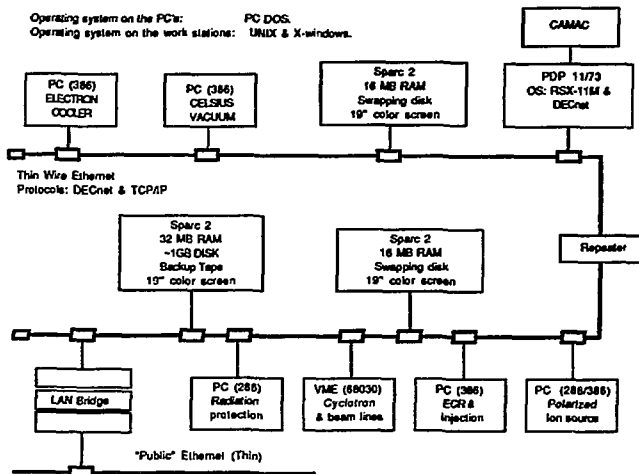 Operating system on the PC's: PC DOS.
Operating system on the work stations: UNIX & X-windows.
CAMAC
PC (386)
ELECTRON
COOLER
PC (386)
CELSIUS
VACUUM
Sparc 2
16 MB RAM
Swapping disk
19" color screen
PDP 11/73
OS: RSX-11M &
DECnet
Thin Wire Ethernet
Protocols: DECnet & TCP/IP
Sparc 2
32 MB RAM
~1GB DISK
Backup Tape
19" color screen
Sparc 2
16 MB RAM
Swapping disk
19" color screen
Repeater
LAN Bridge
PC (286)
Radiation
protection
VME (68030)
Cyclotron
& beam lines
PC (386)
ECR &
injection
PC (286/386)
Polarized
ion source
"Public" Ethernet (Thin)